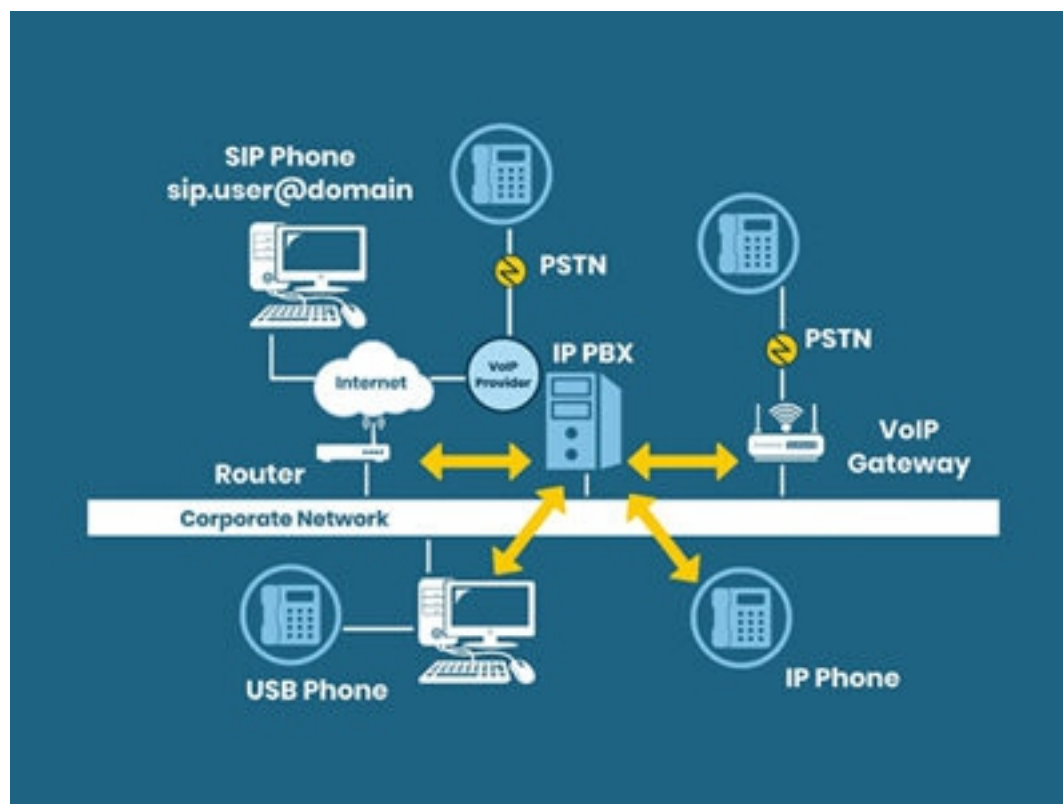 SIP Phone
sip.user@domain
PSTN
PSTN
IP PBX
VoIP
Provider
Internet
VoIP
Gateway
Router
Corporate Network
USB Phone
IP Phone